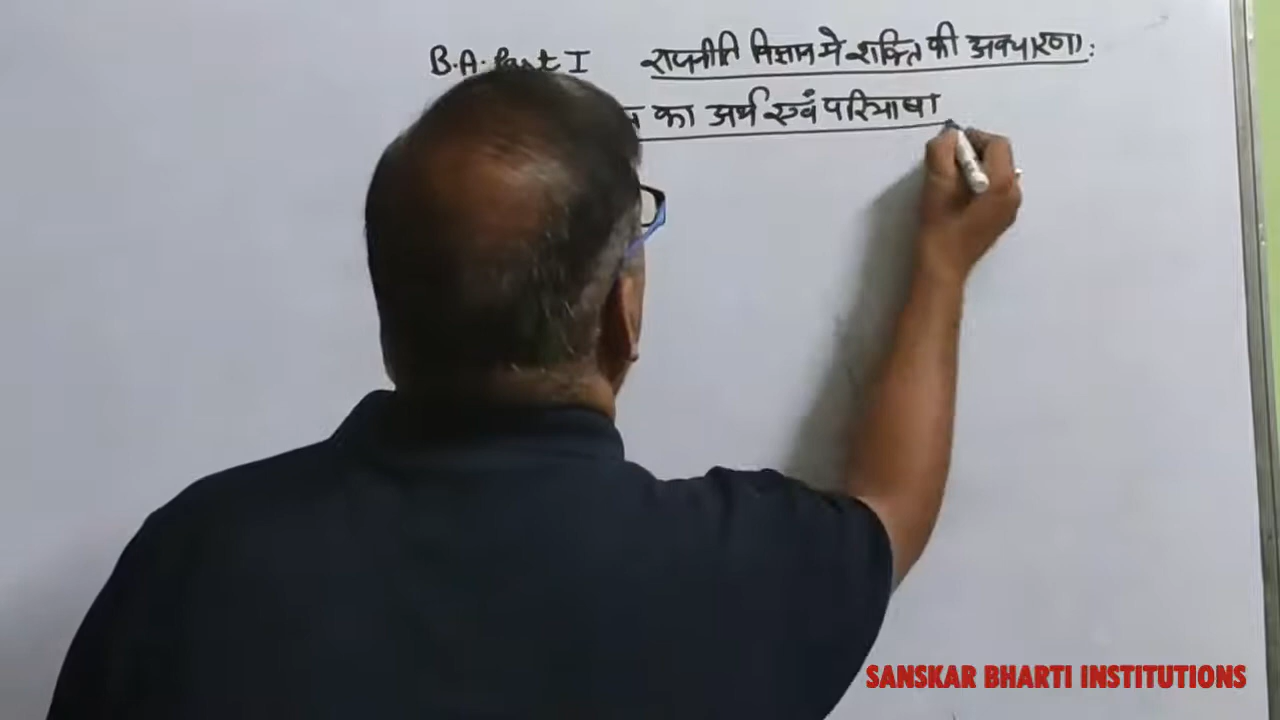 B.A. Part I राजनीति विज्ञान मे शक्ति की अवधारणा:
का अर्थ एवं परिभाषा
SANSKAR BHARTI INSTITUTIONS